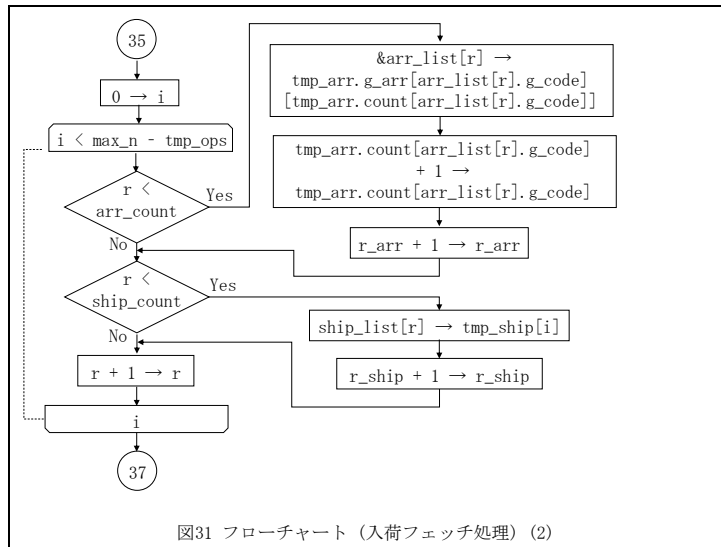 35
0 → i
i < max_n - tmp_ops
r <
arr_count
Yes
No
&arr_list[r] →
tmp_arr.g_arr[arr_list[r].g_code]
[tmp_arr.count[arr_list[r].g_code]]
tmp_arr.count[arr_list[r].g_code]
+ 1 →
tmp_arr.count[arr_list[r].g_code]
r_arr + 1 → r_arr
r <
ship_count
Yes
No
ship_list[r] → tmp_ship[i]
r_ship + 1 → r_ship
r + 1 → r
i
37
図31 フローチャート (入荷フェッチ処理) (2)